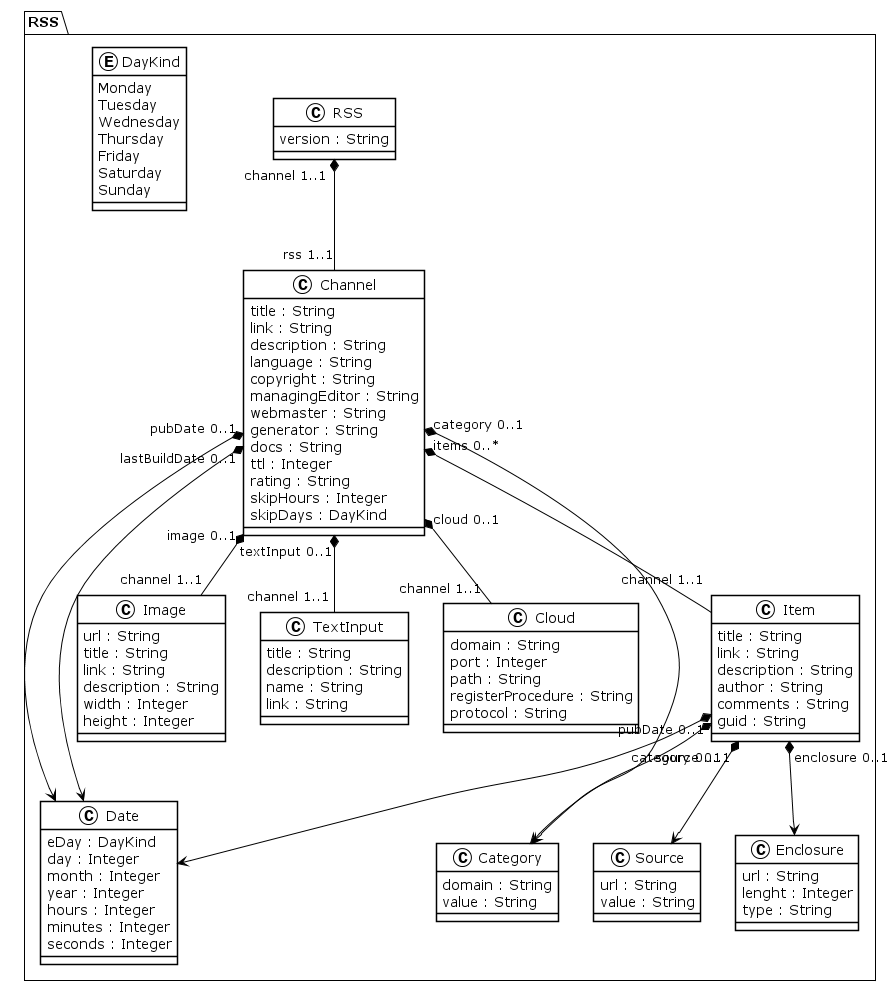 RSS
E DayKind
Monday
Tuesday
Wednesday
Thursday
Friday
Saturday
Sunday
C RSS
version : String
channel 1..1
rss 1..1
C Channel
title : String
link : String
description : String
language : String
copyright : String
managingEditor : String
webmaster : String
generator : String
docs : String
ttl : Integer
rating : String
skipHours : Integer
skipDays : DayKind
pubDate 0..1
lastBuildDate 0..1
category 0..1
items 0..*
image 0..1
textInput 0..1
cloud 0..1
channel 1..1
channel 1..1
channel 1..1
channel 1..1
C Image
url : String
title : String
link : String
description : String
width : Integer
height : Integer
C TextInput
title : String
description : String
name : String
link : String
C Cloud
domain : String
port : Integer
path : String
registerProcedure : String
protocol : String
C Item
title : String
link : String
description : String
author : String
comments : String
guid : String
pubDate 0..1
category 0..1
source 0..1
enclosure 0..1
C Date
eDay : DayKind
day : Integer
month : Integer
year : Integer
hours : Integer
minutes : Integer
seconds : Integer
C Category
domain : String
value : String
C Source
url : String
value : String
C Enclosure
url : String
lenght : Integer
type : String